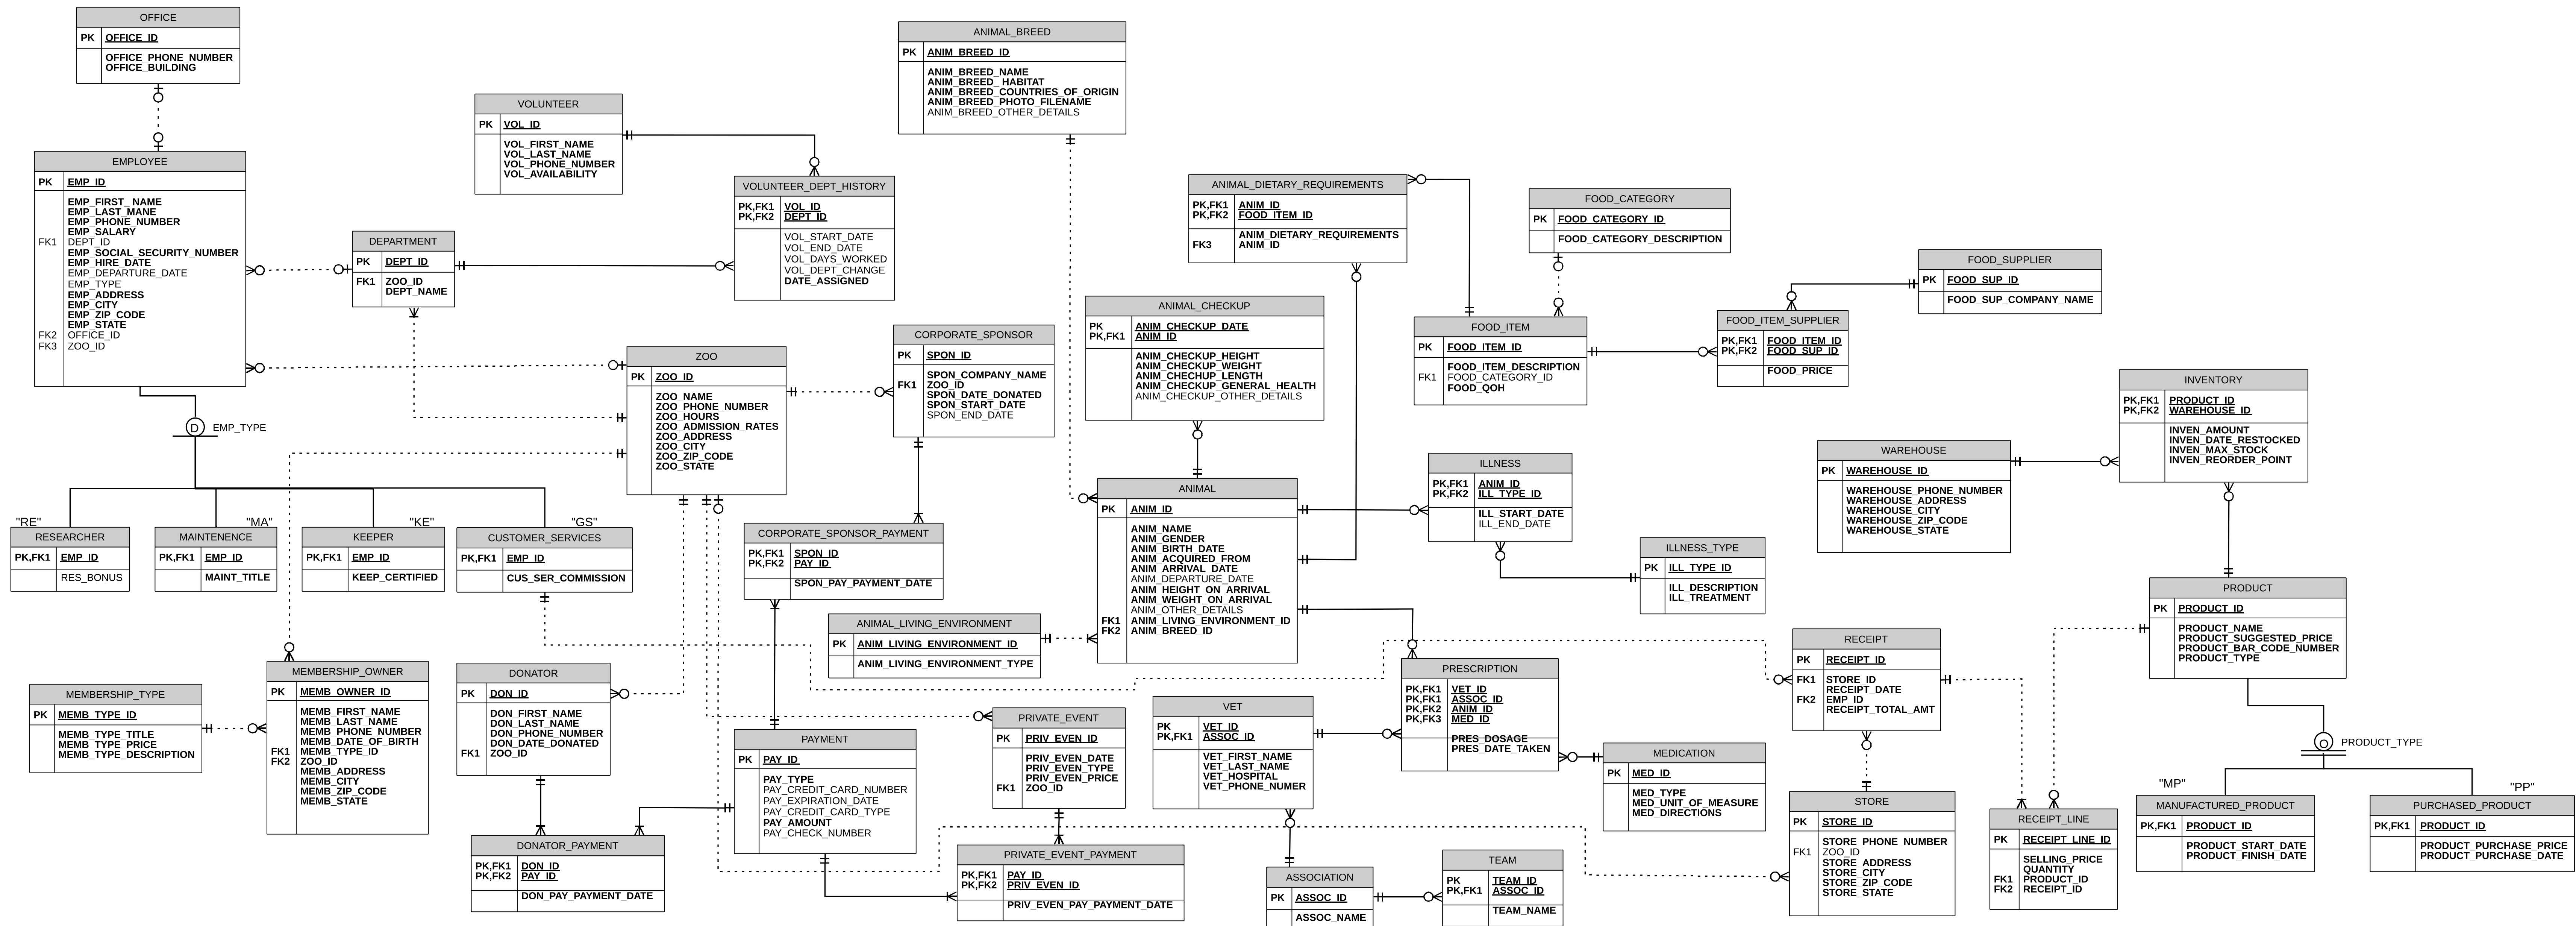 OFFICE
PK OFFICE_ID
OFFICE_PHONE_NUMBER
OFFICE_BUILDING
EMPLOYEE
PK EMP_ID
EMP_FIRST_ NAME
EMP_LAST_MANE
EMP_PHONE_NUMBER
EMP_SALARY
FK1 DEPT_ID
EMP_SOCIAL_SECURITY_NUMBER
EMP_HIRE_DATE
EMP_DEPARTURE_DATE
EMP_TYPE
EMP_ADDRESS
EMP_CITY
EMP_ZIP_CODE
EMP_STATE
FK2 OFFICE_ID
FK3 ZOO_ID
D EMP_TYPE
"RE"
RESEARCHER
PK,FK1 EMP_ID
RES_BONUS
"MA"
MAINTENENCE
PK,FK1 EMP_ID
MAINT_TITLE
"KE"
KEEPER
PK,FK1 EMP_ID
KEEP_CERTIFIED
"GS"
CUSTOMER_SERVICES
PK,FK1 EMP_ID
CUS_SER_COMMISSION
VOLUNTEER
PK VOL_ID
VOL_FIRST_NAME
VOL_LAST_NAME
VOL_PHONE_NUMBER
VOL_AVAILABILITY
DEPARTMENT
PK DEPT_ID
FK1 ZOO_ID
DEPT_NAME
VOLUNTEER_DEPT_HISTORY
PK,FK1 VOL_ID
PK,FK2 DEPT_ID
VOL_START_DATE
VOL_END_DATE
VOL_DAYS_WORKED
VOL_DEPT_CHANGE
DATE_ASSIGNED
ZOO
PK ZOO_ID
ZOO_NAME
ZOO_PHONE_NUMBER
ZOO_HOURS
ZOO_ADMISSION_RATES
ZOO_ADDRESS
ZOO_CITY
ZOO_ZIP_CODE
ZOO_STATE
CORPORATE_SPONSOR
PK SPON_ID
SPON_COMPANY_NAME
FK1 ZOO_ID
SPON_DATE_DONATED
SPON_START_DATE
SPON_END_DATE
CORPORATE_SPONSOR_PAYMENT
PK,FK1 SPON_ID
PK,FK2 PAY_ID
SPON_PAY_PAYMENT_DATE
MEMBERSHIP_TYPE
PK MEMB_TYPE_ID
MEMB_TYPE_TITLE
MEMB_TYPE_PRICE
MEMB_TYPE_DESCRIPTION
MEMBERSHIP_OWNER
PK MEMB_OWNER_ID
MEMB_FIRST_NAME
MEMB_LAST_NAME
MEMB_PHONE_NUMBER
MEMB_DATE_OF_BIRTH
FK1 MEMB_TYPE_ID
FK2 ZOO_ID
MEMB_ADDRESS
MEMB_CITY
MEMB_ZIP_CODE
MEMB_STATE
DONATOR
PK DON_ID
DON_FIRST_NAME
DON_LAST_NAME
DON_PHONE_NUMBER
DON_DATE_DONATED
FK1 ZOO_ID
DONATOR_PAYMENT
PK,FK1 DON_ID
PK,FK2 PAY_ID
DON_PAY_PAYMENT_DATE
PAYMENT
PK PAY_ID
PAY_TYPE
PAY_CREDIT_CARD_NUMBER
PAY_EXPIRATION_DATE
PAY_CREDIT_CARD_TYPE
PAY_AMOUNT
PAY_CHECK_NUMBER
PRIVATE_EVENT
PK PRIV_EVEN_ID
PRIV_EVEN_DATE
PRIV_EVEN_TYPE
PRIV_EVEN_PRICE
FK1 ZOO_ID
PRIVATE_EVENT_PAYMENT
PK,FK1 PAY_ID
PK,FK2 PRIV_EVEN_ID
PRIV_EVEN_PAY_PAYMENT_DATE
ANIMAL_BREED
PK ANIM_BREED_ID
ANIM_BREED_NAME
ANIM_BREED_ HABITAT
ANIM_BREED_COUNTRIES_OF_ORIGIN
ANIM_BREED_PHOTO_FILENAME
ANIM_BREED_OTHER_DETAILS
ANIMAL_DIETARY_REQUIREMENTS
PK,FK1 ANIM_ID
PK,FK2 FOOD_ITEM_ID
ANIM_DIETARY_REQUIREMENTS
FK3 ANIM_ID
ANIMAL_CHECKUP
PK ANIM_CHECKUP_DATE
PK,FK1 ANIM_ID
ANIM_CHECKUP_HEIGHT
ANIM_CHECKUP_WEIGHT
ANIM_CHECHUP_LENGTH
ANIM_CHECKUP_GENERAL_HEALTH
ANIM_CHECKUP_OTHER_DETAILS
ANIMAL
PK ANIM_ID
ANIM_NAME
ANIM_GENDER
ANIM_BIRTH_DATE
ANIM_ACQUIRED_FROM
ANIM_ARRIVAL_DATE
ANIM_DEPARTURE_DATE
ANIM_HEIGHT_ON_ARRIVAL
ANIM_WEIGHT_ON_ARRIVAL
ANIM_OTHER_DETAILS
FK1 ANIM_LIVING_ENVIRONMENT_ID
FK2 ANIM_BREED_ID
ANIMAL_LIVING_ENVIRONMENT
PK ANIM_LIVING_ENVIRONMENT_ID
ANIM_LIVING_ENVIRONMENT_TYPE
FOOD_CATEGORY
PK FOOD_CATEGORY_ID
FOOD_CATEGORY_DESCRIPTION
FOOD_ITEM
PK FOOD_ITEM_ID
FOOD_ITEM_DESCRIPTION
FK1 FOOD_CATEGORY_ID
FOOD_QOH
FOOD_ITEM_SUPPLIER
PK,FK1 FOOD_ITEM_ID
PK,FK2 FOOD_SUP_ID
FOOD_PRICE
FOOD_SUPPLIER
PK FOOD_SUP_ID
FOOD_SUP_COMPANY_NAME
ILLNESS
PK,FK1 ANIM_ID
PK,FK2 ILL_TYPE_ID
ILL_START_DATE
ILL_END_DATE
ILLNESS_TYPE
PK ILL_TYPE_ID
ILL_DESCRIPTION
ILL_TREATMENT
PRESCRIPTION
PK,FK1 VET_ID
PK,FK1 ASSOC_ID
PK,FK2 ANIM_ID
PK,FK3 MED_ID
PRES_DOSAGE
PRES_DATE_TAKEN
VET
PK VET_ID
PK,FK1 ASSOC_ID
VET_FIRST_NAME
VET_LAST_NAME
VET_HOSPITAL
VET_PHONE_NUMER
MEDICATION
PK MED_ID
MED_TYPE
MED_UNIT_OF_MEASURE
MED_DIRECTIONS
ASSOCIATION
PK ASSOC_ID
ASSOC_NAME
TEAM
PK TEAM_ID
PK,FK1 ASSOC_ID
TEAM_NAME
WAREHOUSE
PK WAREHOUSE_ID
WAREHOUSE_PHONE_NUMBER
WAREHOUSE_ADDRESS
WAREHOUSE_CITY
WAREHOUSE_ZIP_CODE
WAREHOUSE_STATE
INVENTORY
PK,FK1 PRODUCT_ID
PK,FK2 WAREHOUSE_ID
INVEN_AMOUNT
INVEN_DATE_RESTOCKED
INVEN_MAX_STOCK
INVEN_REORDER_POINT
PRODUCT
PK PRODUCT_ID
PRODUCT_NAME
PRODUCT_SUGGESTED_PRICE
PRODUCT_BAR_CODE_NUMBER
PRODUCT_TYPE
RECEIPT
PK RECEIPT_ID
FK1 STORE_ID
RECEIPT_DATE
FK2 EMP_ID
RECEIPT_TOTAL_AMT
STORE
PK STORE_ID
STORE_PHONE_NUMBER
FK1 ZOO_ID
STORE_ADDRESS
STORE_CITY
STORE_ZIP_CODE
STORE_STATE
RECEIPT_LINE
PK RECEIPT_LINE_ID
SELLING_PRICE
QUANTITY
FK1 PRODUCT_ID
FK2 RECEIPT_ID
O PRODUCT_TYPE
"MP"
MANUFACTURED_PRODUCT
PK,FK1 PRODUCT_ID
PRODUCT_START_DATE
PRODUCT_FINISH_DATE
"PP"
PURCHASED_PRODUCT
PK,FK1 PRODUCT_ID
PRODUCT_PURCHASE_PRICE
PRODUCT_PURCHASE_DATE